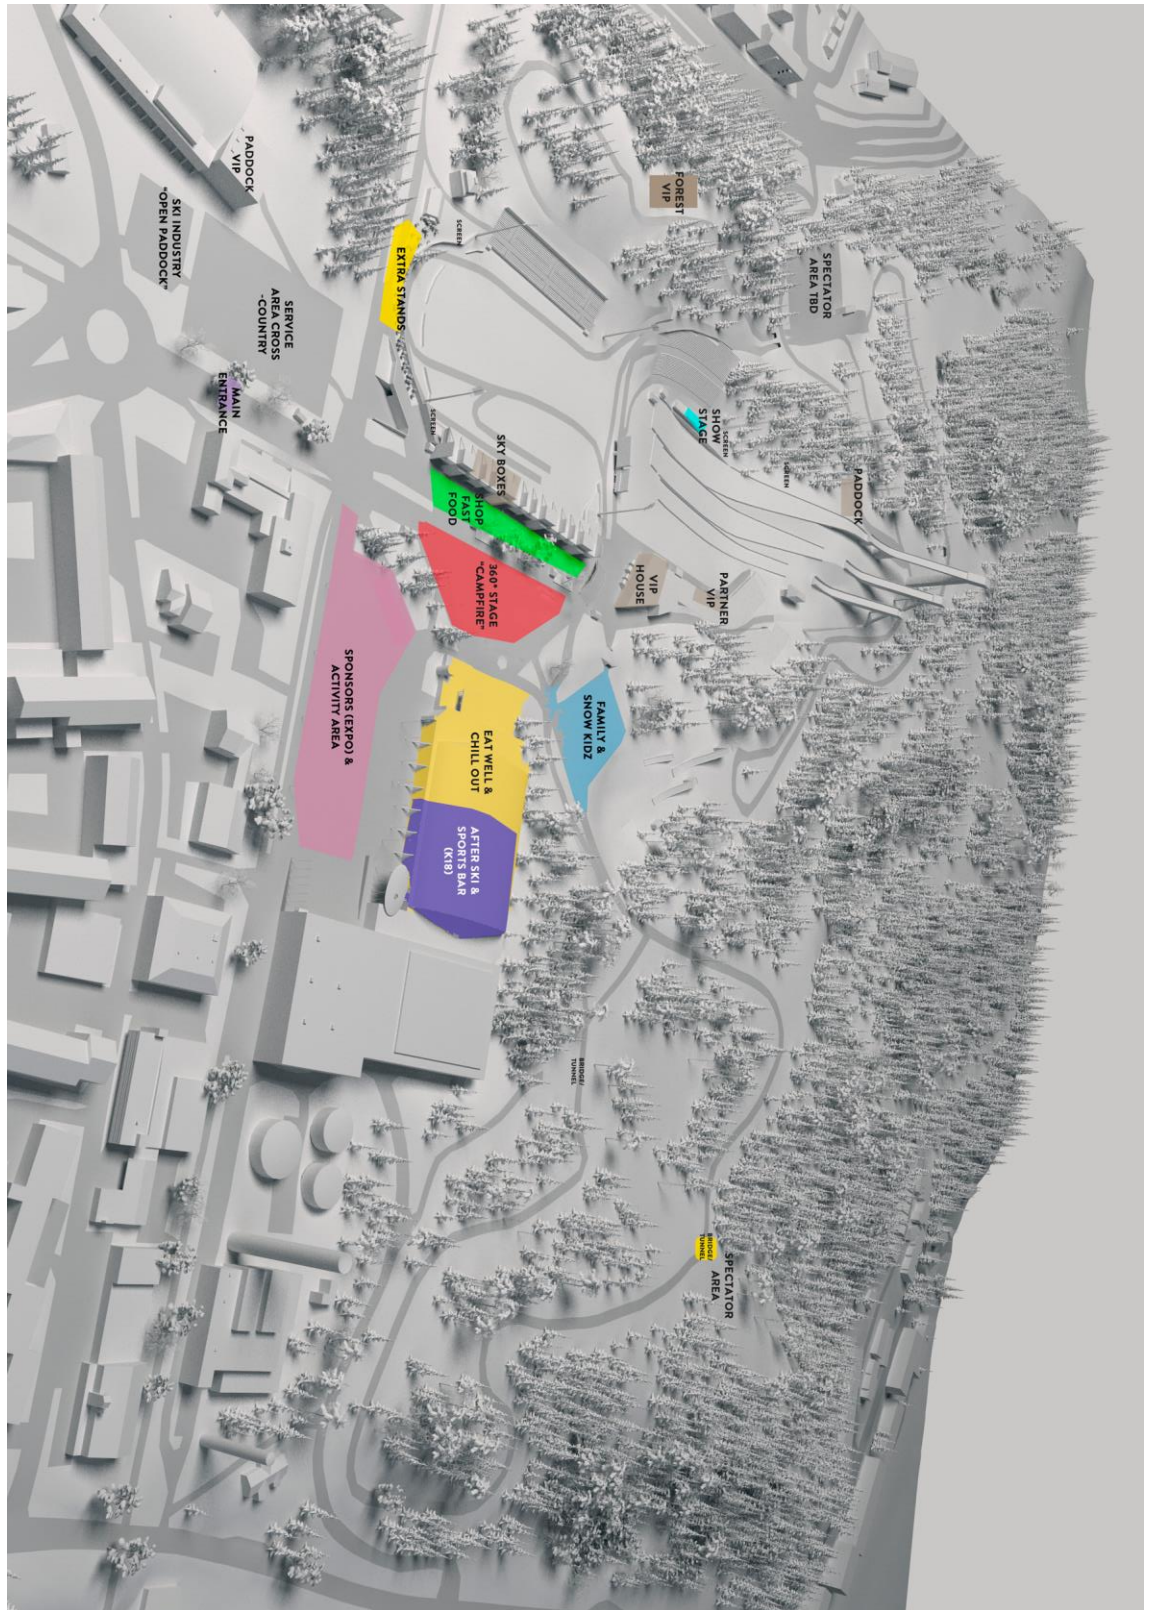 PADDOCK
VIP
SKI INDUSTRY
"OPEN PADDOCK"
SERVICE
AREA CROSS
-COUNTRY
MAIN
ENTRANCE
EXTRA STANDS
SCREEN
SCREEN
FOREST
VIP
SPECTATOR
AREA TBD
SHOW
STAGE
SCREEN
SCREEN
PADDOCK
SKY BOXES
SHOP
FAST
FOOD
360° STAGE
"CAMPFIRE"
VIP
HOUSE
PARTNER
VIP
SPONSORS (EXPO) &
ACTIVITY AREA
EAT WELL &
CHILL OUT
FAMILY &
SNOW KIDZ
AFTER SKI &
SPORTS BAR
(K18)
BRIDGE/
TUNNEL
BRIDGE/
TUNNEL
SPECTATOR
AREA